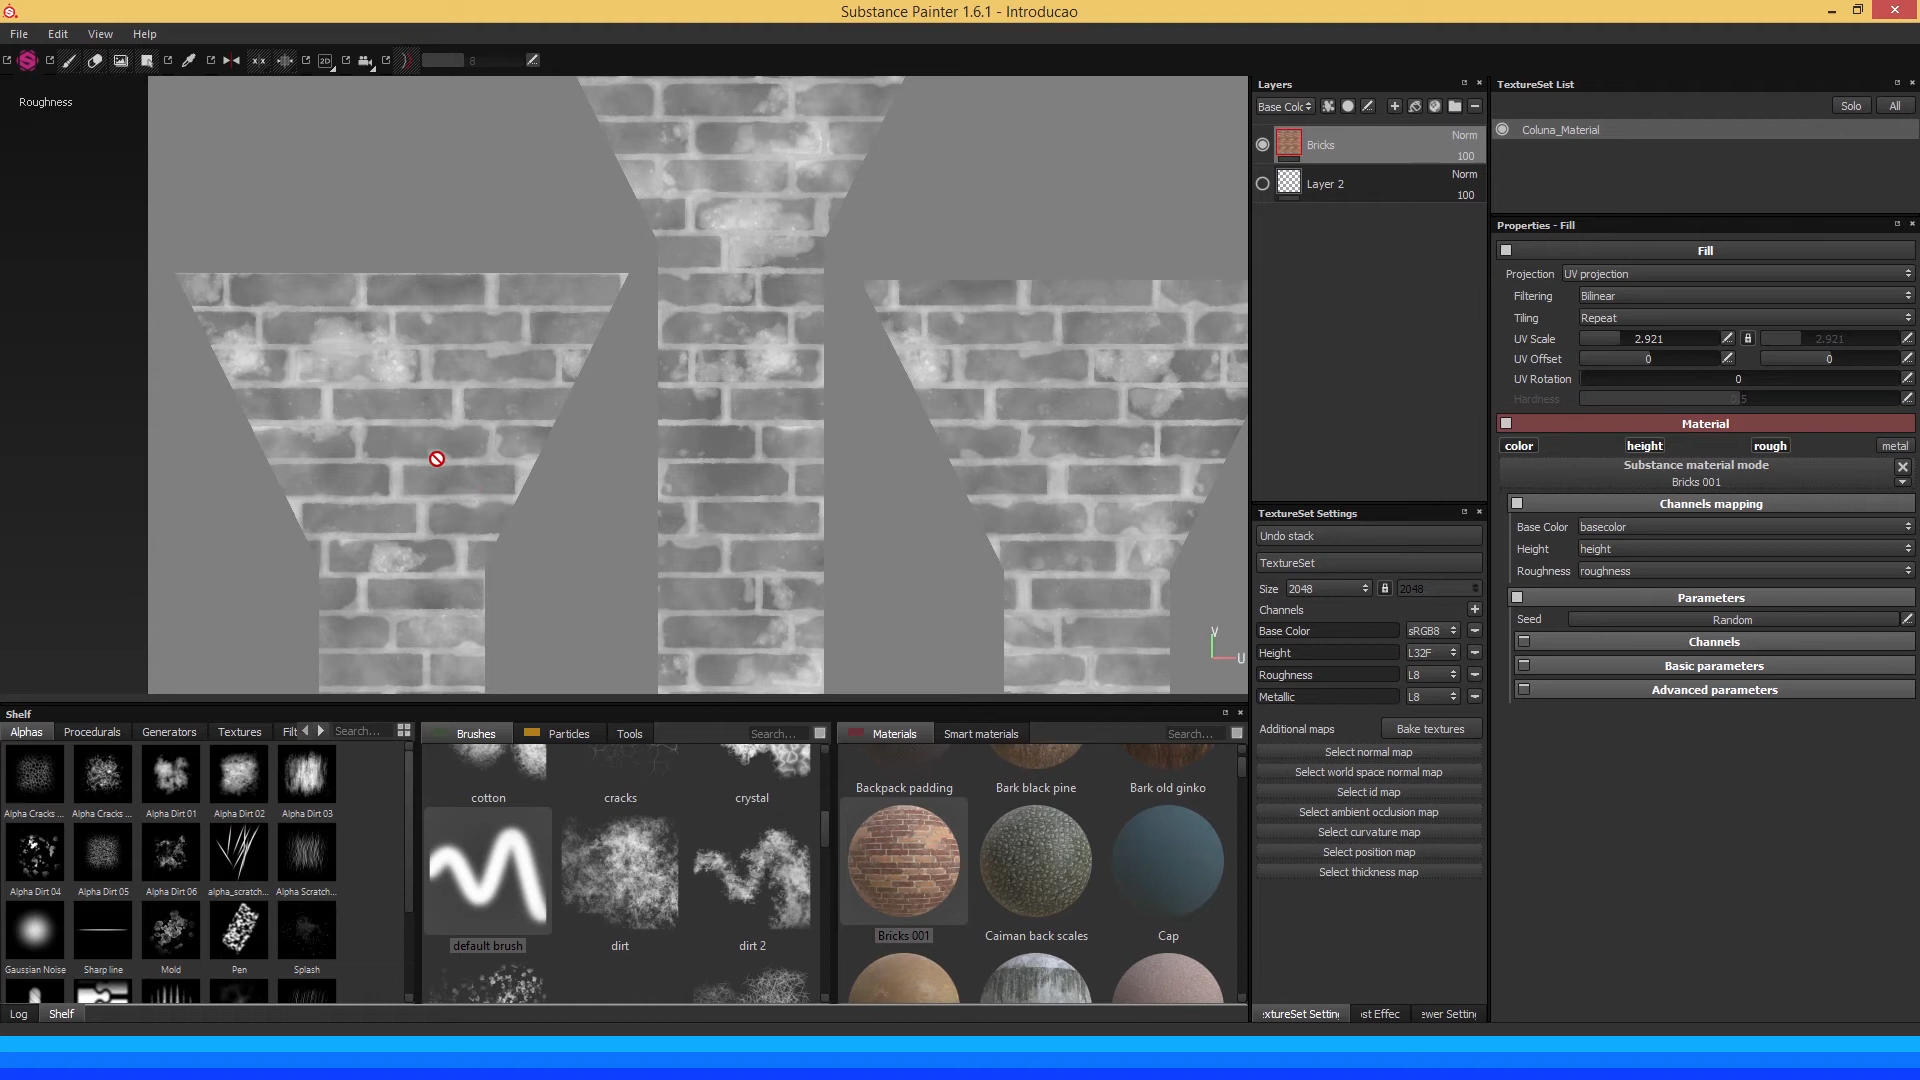 Substance Painter 1.6.1 - Introducao
File Edit View Help
2D
8
Roughness
V
U
Layers
Base Colc
Bricks
Norm
100
Layer 2
Norm
100
TextureSet List
Solo All
Coluna_Material
Properties - Fill
Fill
Projection UV projection
Filtering Bilinear
Tiling Repeat
UV Scale 2.921 2.921
UV Offset 0 0
UV Rotation 0
Hardness 0.5
Material
color height rough metal
Substance material mode
Bricks 001
Channels mapping
Base Color basecolor
Height height
Roughness roughness
Parameters
Seed Random
Channels
Basic parameters
Advanced parameters
TextureSet Settings
Undo stack
TextureSet
Size 2048 2048
Channels
Base Color sRGB8
Height L32F
Roughness L8
Metallic L8
Additional maps Bake textures
Select normal map
Select world space normal map
Select id map
Select ambient occlusion map
Select curvature map
Select position map
Select thickness map
extureSet Setting ost Effec ewer Setting
Shelf
Alphas Procedurals Generators Textures Filt Search...
Alpha Cracks ... Alpha Cracks ... Alpha Dirt 01 Alpha Dirt 02 Alpha Dirt 03
Alpha Dirt 04 Alpha Dirt 05 Alpha Dirt 06 alpha_scratch... Alpha Scratch...
Gaussian Noise Sharp line Mold Pen Splash
Brushes Particles Tools Search...
cotton cracks crystal
default brush dirt dirt 2
Materials Smart materials Search...
Backpack padding Bark black pine Bark old ginko
Bricks 001 Caiman back scales Cap
Log Shelf